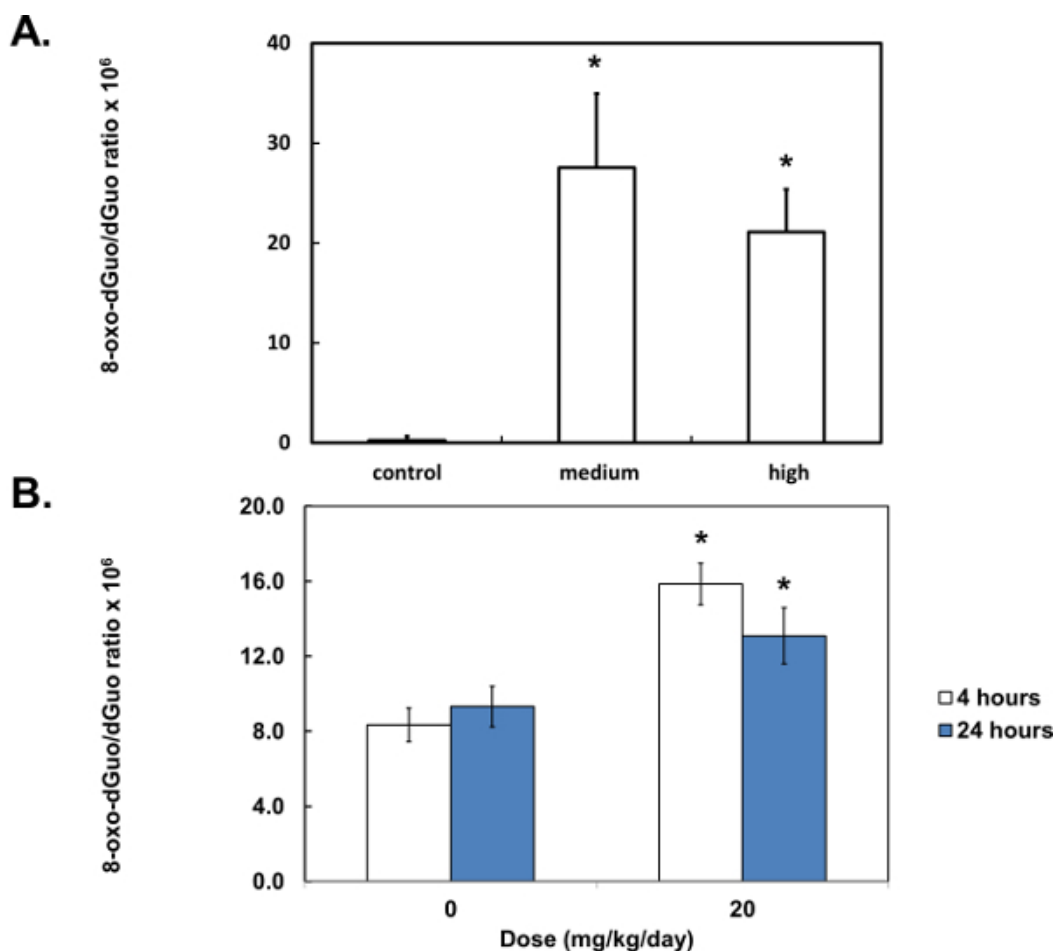 A.
8-oxo-dGuo/dGuo ratio x 10⁶
40
30
20
10
0
*
*
control medium high
B.
8-oxo-dGuo/dGuo ratio x 10⁶
20.0
16.0
12.0
8.0
4.0
0.0
*
*
4 hours
24 hours
0 20
Dose (mg/kg/day)